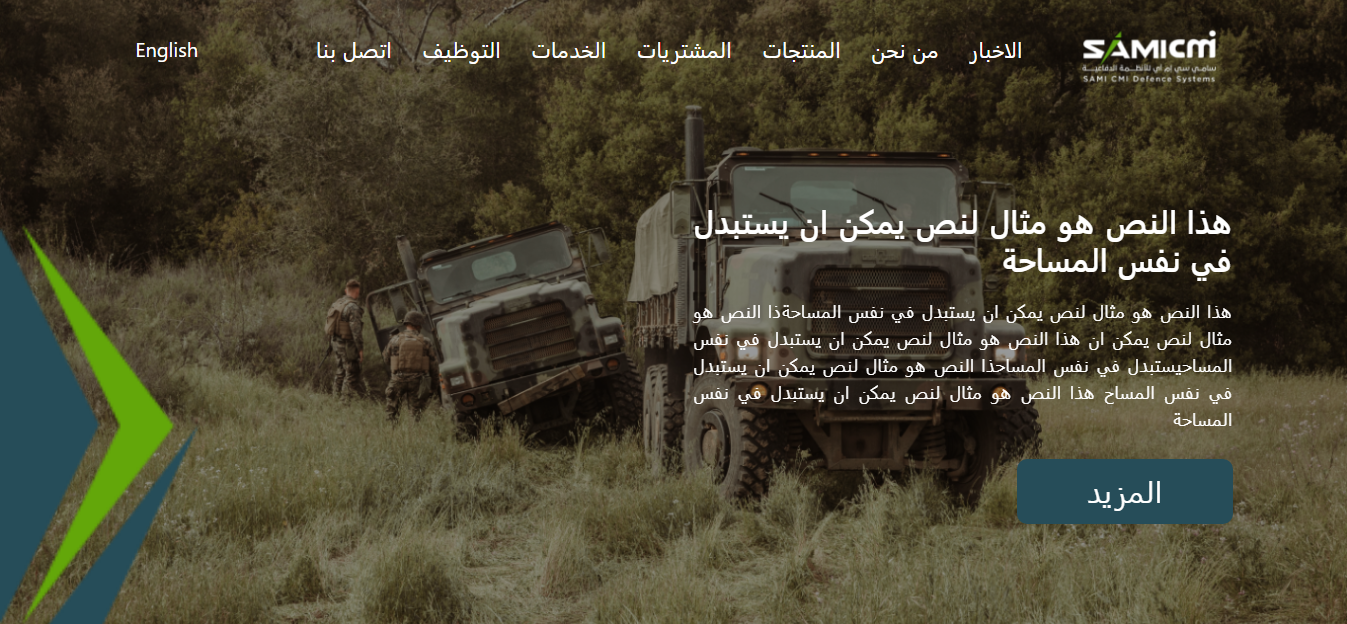 SAMICMI
سامي سي إم آي للأنظمة الدفاعية
SAMI CMI Defence Systems
الاخبار
من نحن
المنتجات
المشتريات
الخدمات
التوظيف
اتصل بنا
English
هذا النص هو مثال لنص يمكن ان يستبدل
في نفس المساحة
هذا النص هو مثال لنص يمكن ان يستبدل في نفس المساحةذا النص هو
مثال لنص يمكن ان هذا النص هو مثال لنص يمكن ان يستبدل في نفس
المساحيستبدل في نفس المساحذا النص هو مثال لنص يمكن ان يستبدل
في نفس المساح هذا النص هو مثال لنص يمكن ان يستبدل في نفس
المساحة
المزيد